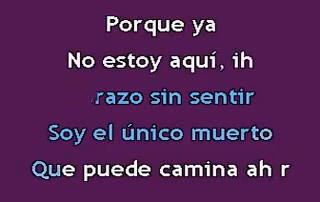 Porque ya
No estoy aquí, ih
razo sin sentir
Soy el único muerto
Que puede camina ah r